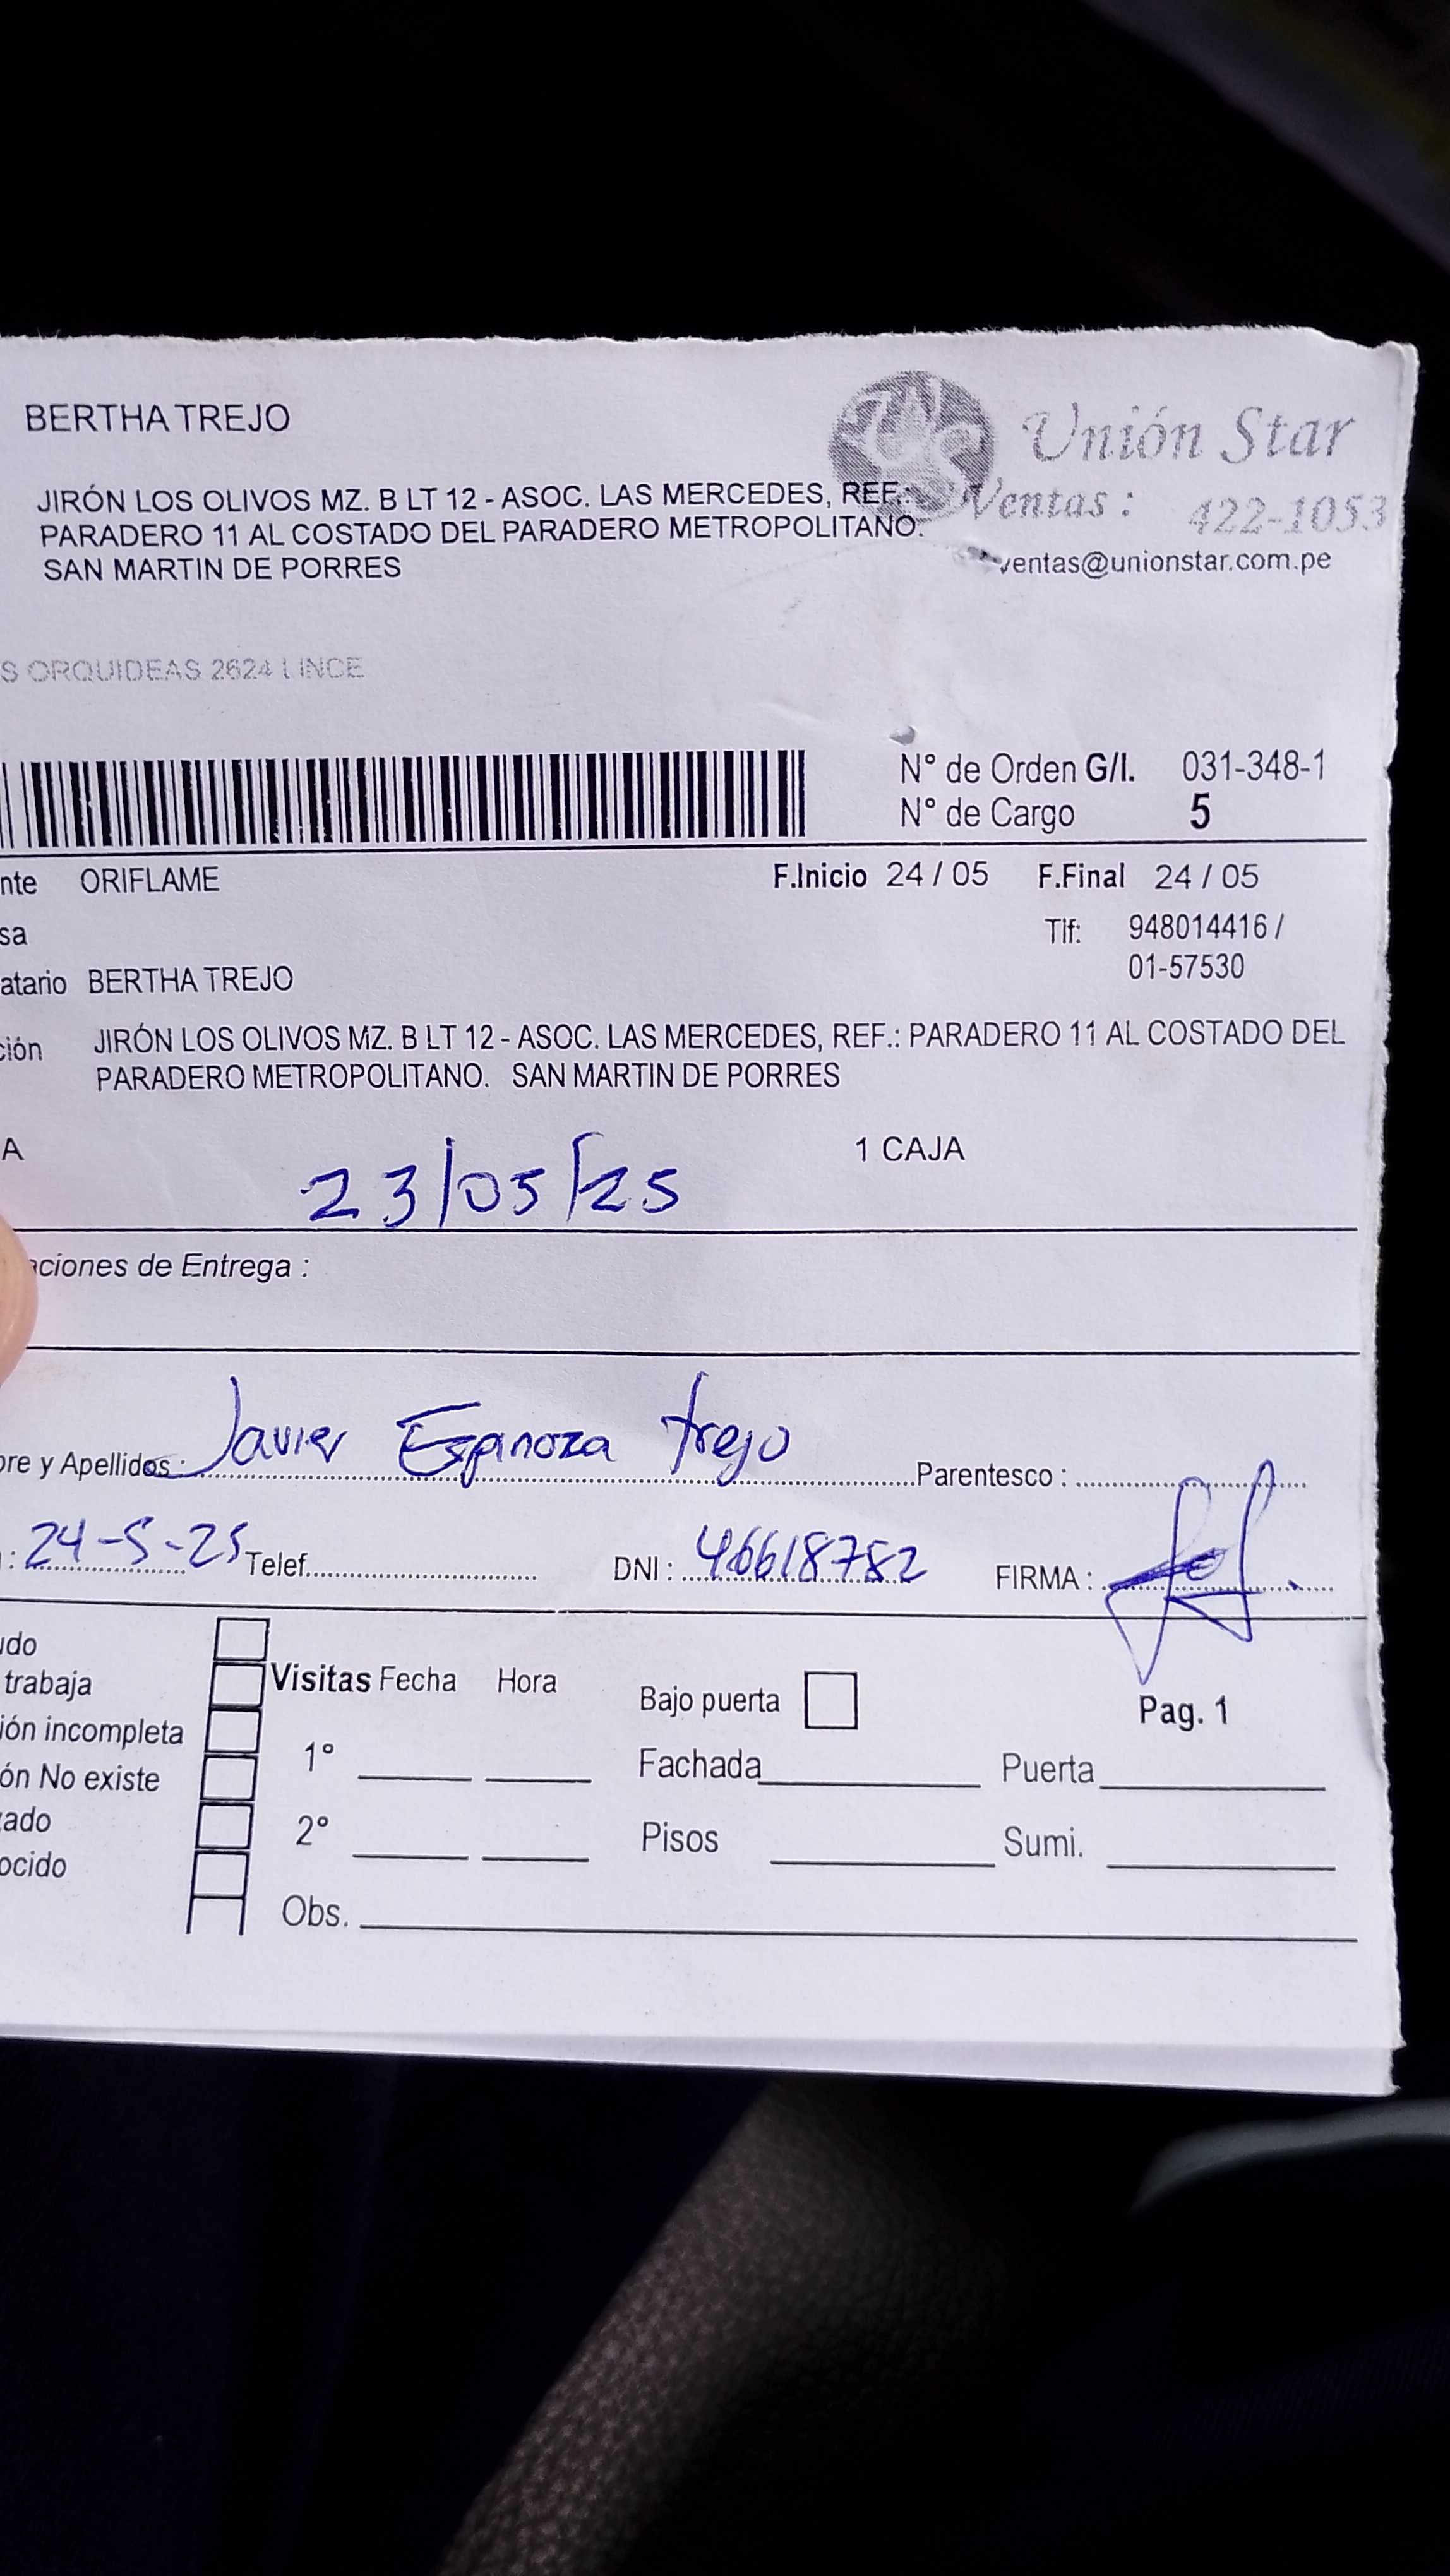 BERTHA TREJO
Unión Star
JIRÓN LOS OLIVOS MZ. B LT 12 - ASOC. LAS MERCEDES, REF.:
Ventas : 422-1053
PARADERO 11 AL COSTADO DEL PARADERO METROPOLITANO.
ventas@unionstar.com.pe
SAN MARTIN DE PORRES
S ORQUIDEAS 2624 LINCE
N° de Orden G/I. 031-348-1
N° de Cargo 5
nte ORIFLAME F.Inicio 24 / 05 F.Final 24 / 05
sa Tlf: 948014416 /
01-57530
atario BERTHA TREJO
ción JIRÓN LOS OLIVOS MZ. B LT 12 - ASOC. LAS MERCEDES, REF.: PARADERO 11 AL COSTADO DEL
PARADERO METROPOLITANO. SAN MARTIN DE PORRES
A 1 CAJA
23/05/25
aciones de Entrega :
bre y Apellidos : Javier Espinoza trejo Parentesco :
: 24-5-25 Telef. DNI : 46618782 FIRMA :
udo
trabaja Visitas Fecha Hora Bajo puerta Pag. 1
ión incompleta
1° Fachada Puerta
ón No existe
ado 2° Pisos Sumi.
ocido
Obs.